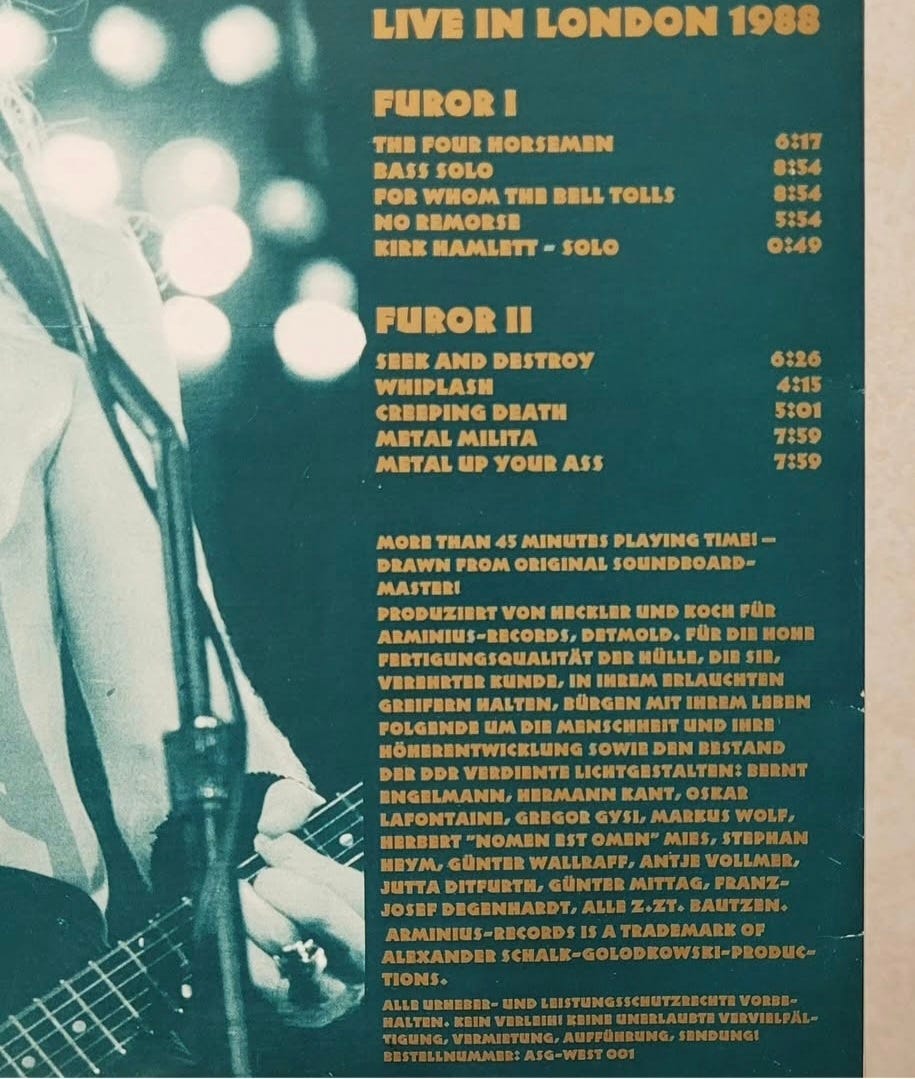 LIVE IN LONDON 1988
FUROR I
THE FOUR HORSEMEN 6:17
BASS SOLO 8:54
FOR WHOM THE BELL TOLLS 8:54
NO REMORSE 5:54
KIRK HAMLETT - SOLO 0:49
FUROR II
SEEK AND DESTROY 6:26
WHIPLASH 4:15
CREEPING DEATH 5:01
METAL MILITA 7:59
METAL UP YOUR ASS 7:59
MORE THAN 45 MINUTES PLAYING TIME! –
DRAWN FROM ORIGINAL SOUNDBOARD-
MASTER!
PRODUZIERT VON HECKLER UND KOCH FÜR
ARMINIUS-RECORDS, DETMOLD. FÜR DIE HOHE
FERTIGUNGSQUALITÄT DER HÜLLE, DIE SIE,
VEREHRTER KUNDE, IN IHREM ERLAUCHTEN
GREIFERN HALTEN, BÜRGEN MIT IHREM LEBEN
FOLGENDE UM DIE MENSCHHEIT UND IHRE
HÖHERENTWICKLUNG SOWIE DEN BESTAND
DER DDR VERDIENTE LICHTGESTALTEN: BERNT
ENGELMANN, HERMANN KANT, OSKAR
LAFONTAINE, GREGOR GYSI, MARKUS WOLF,
HERBERT "NOMEN EST OMEN" MIES, STEPHAN
HEYM, GÜNTER WALLRAFF, ANTJE VOLLMER,
JUTTA DITFURTH, GÜNTER MITTAG, FRANZ-
JOSEF DEGENHARDT, ALLE Z.ZT. BAUTZEN.
ARMINIUS-RECORDS IS A TRADEMARK OF
ALEXANDER SCHALK-GOLODKOWSKI-PRODUC-
TIONS.
ALLE URHEBER- UND LEISTUNGSSCHUTZRECHTE VORBE-
HALTEN. KEIN VERLEIH! KEINE UNERLAUBTE VERVIELFÄL-
TIGUNG, VERMIETUNG, AUFFÜHRUNG, SENDUNG!
BESTELLNUMMER: ASG-WEST 001